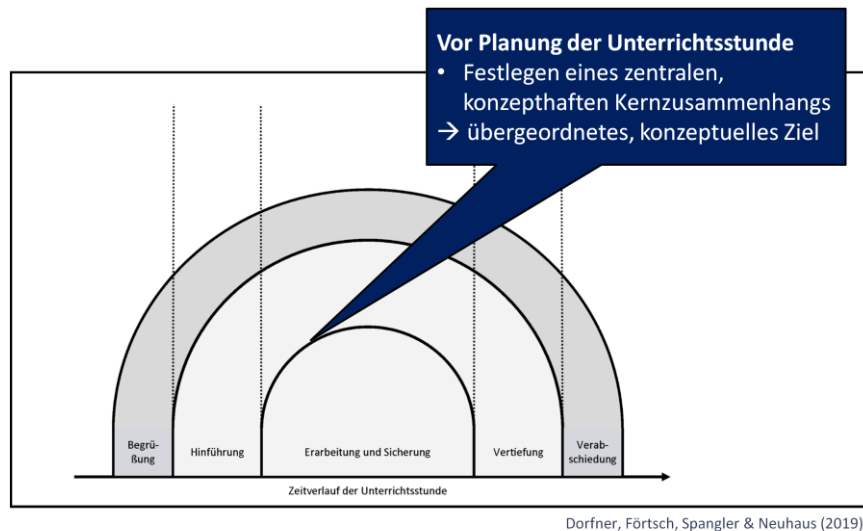 Vor Planung der Unterrichtsstunde
• Festlegen eines zentralen,
konzepthaften Kernzusammenhangs
→ übergeordnetes, konzeptuelles Ziel
Begrü-
ßung
Hinführung
Erarbeitung und Sicherung
Vertiefung
Verab-
schiedung
Zeitverlauf der Unterrichtsstunde
Dorfner, Förtsch, Spangler & Neuhaus (2019)